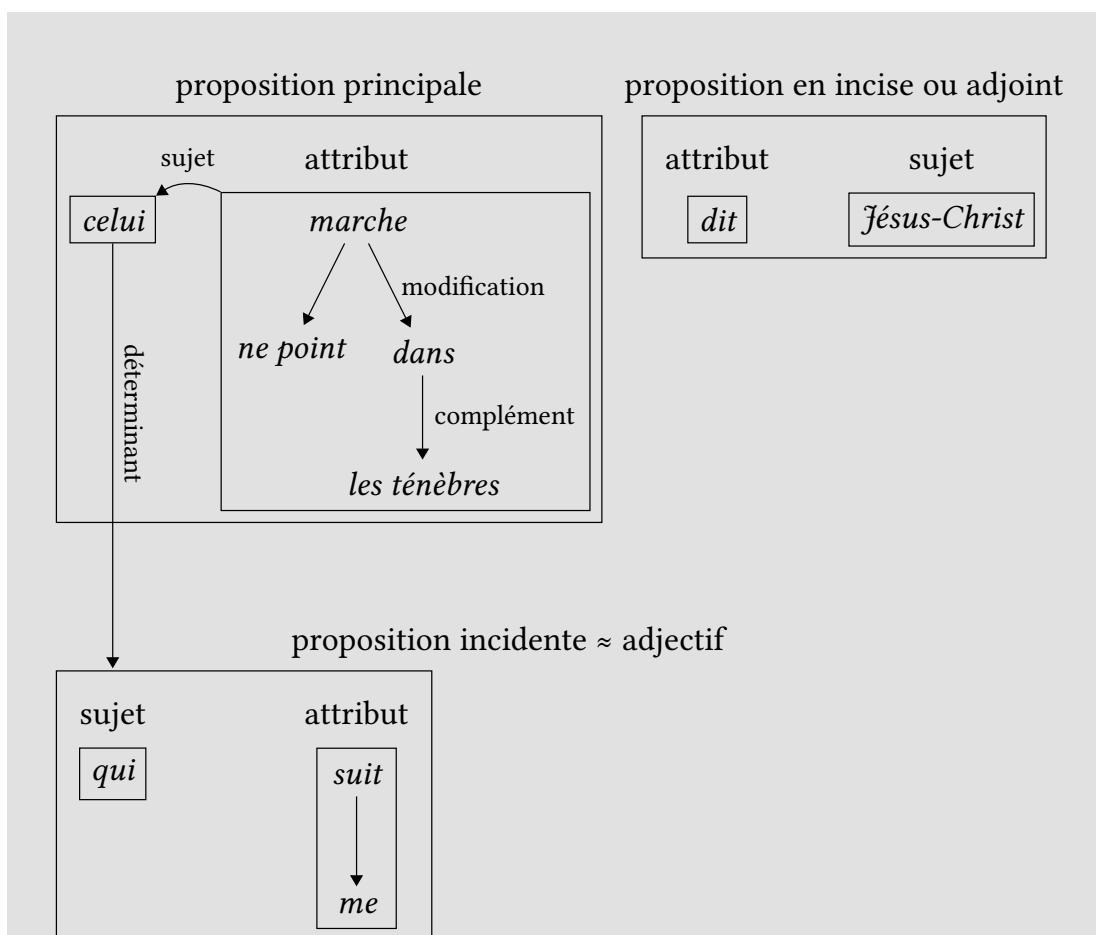 proposition principale
sujet
attribut
celui
marche
modification
ne point
dans
déterminant
complément
les ténèbres
proposition en incise ou adjoint
attribut
sujet
dit
Jésus-Christ
proposition incidente ≈ adjectif
sujet
attribut
qui
suit
me